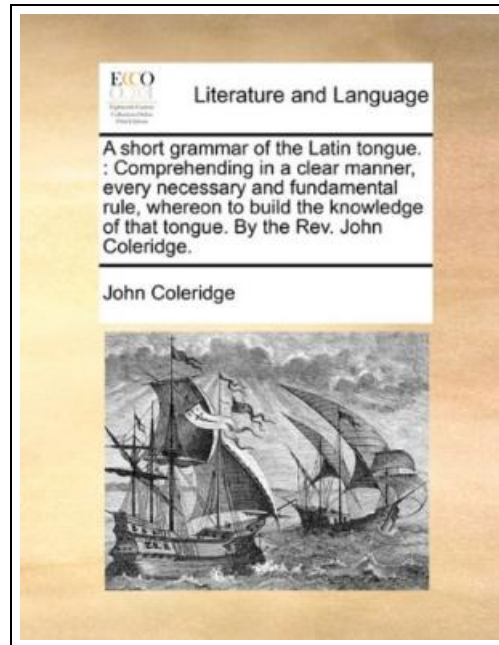 ECCO
Literature and Language
A short grammar of the Latin tongue.
: Comprehending in a clear manner,
every necessary and fundamental
rule, whereon to build the knowledge
of that tongue. By the Rev. John
Coleridge.
John Coleridge